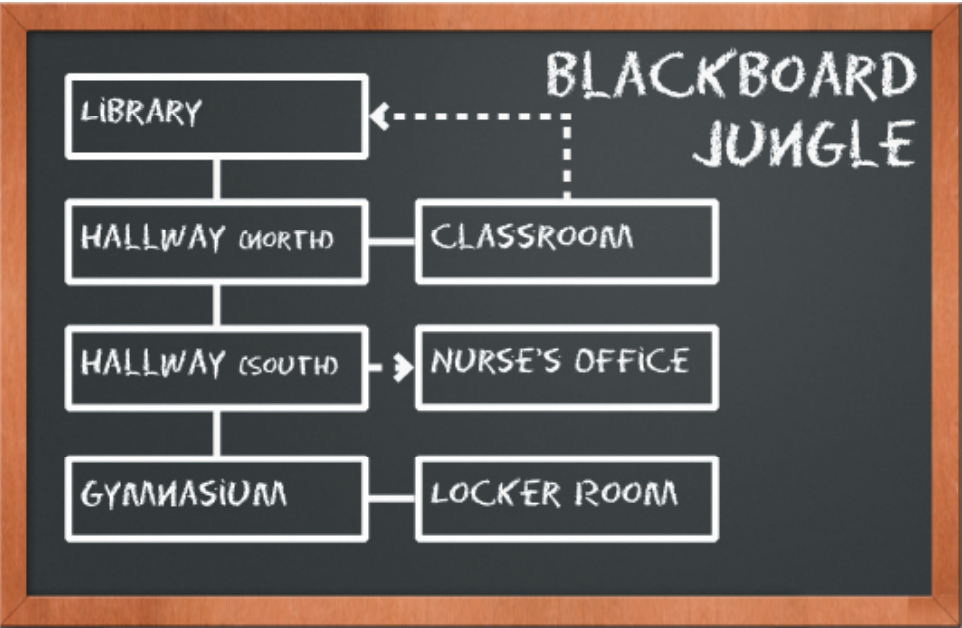 BLACKBOARD
JUNGLE
LIBRARY
HALLWAY (NORTH)
CLASSROOM
HALLWAY (SOUTH)
NURSE'S OFFICE
GYMNASIUM
LOCKER ROOM